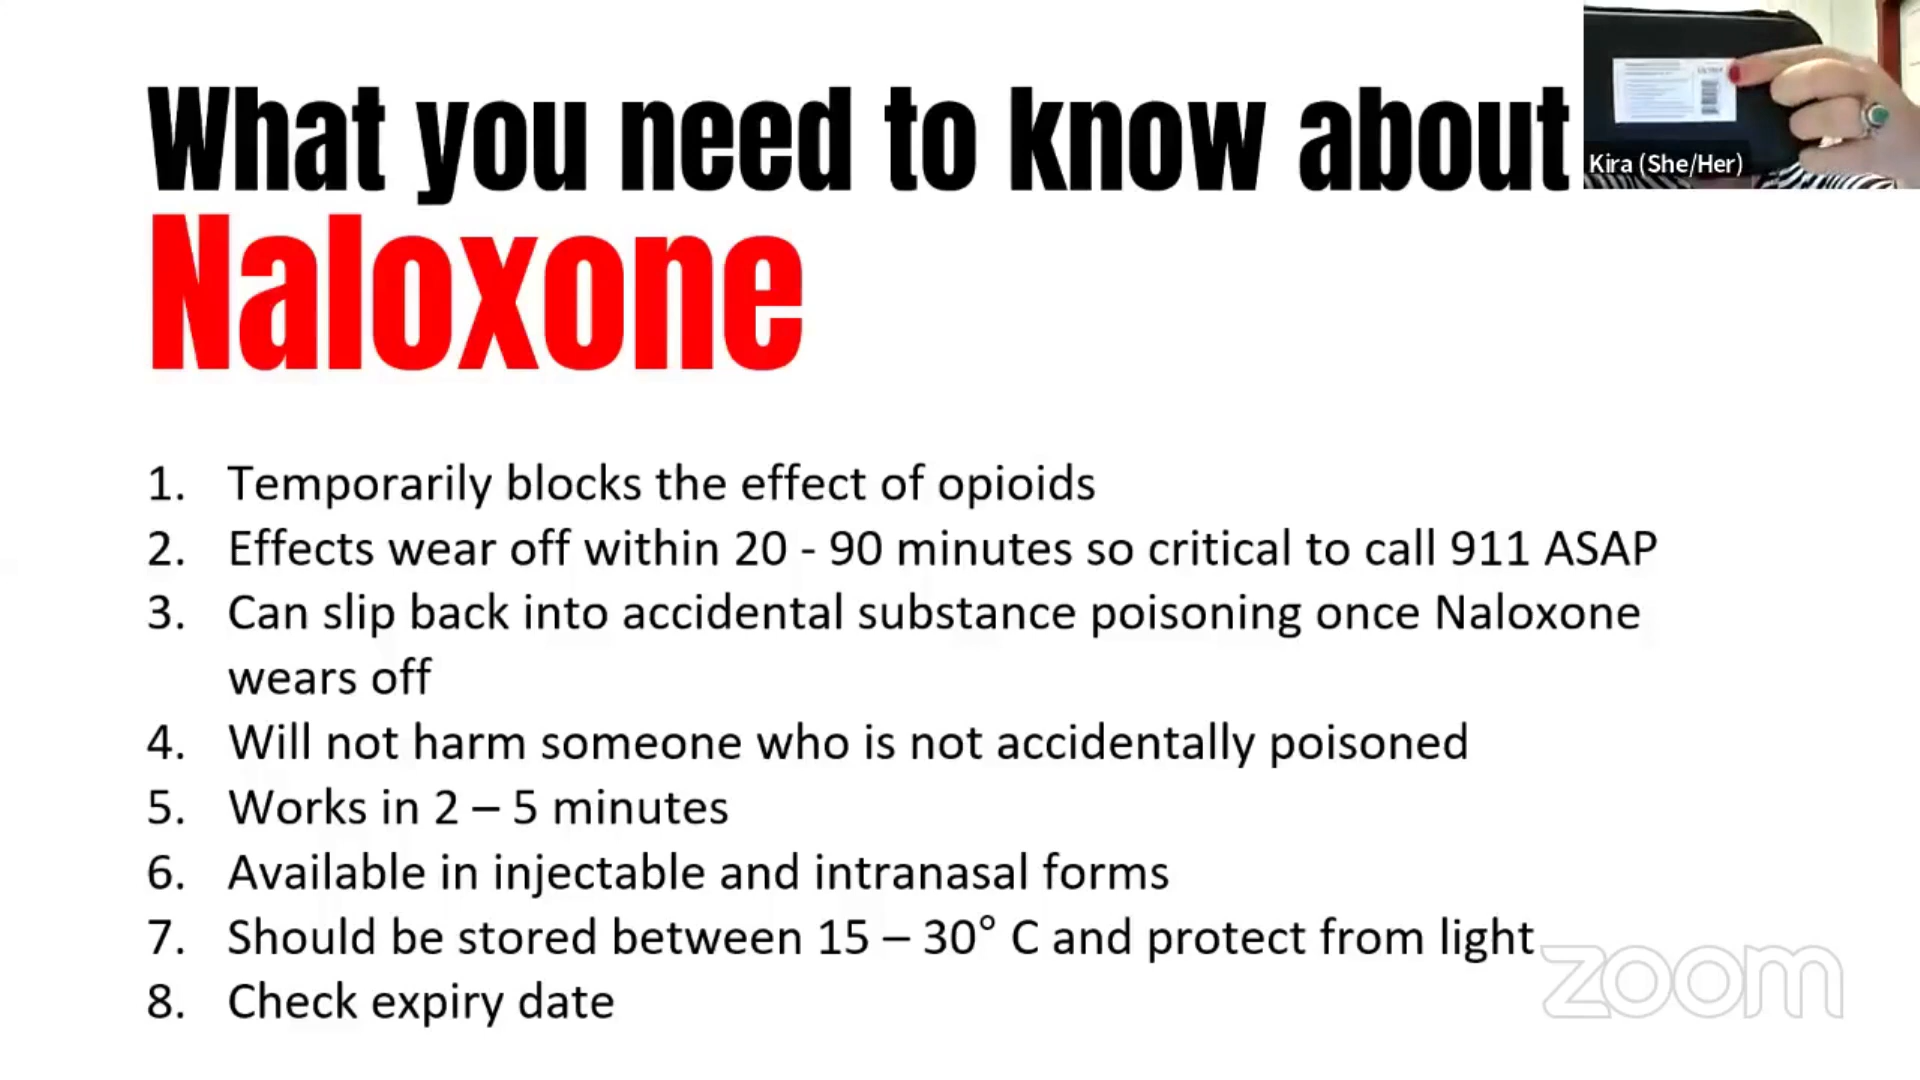 What you need to know about
Naloxone
Kira (She/Her)
1. Temporarily blocks the effect of opioids
2. Effects wear off within 20 - 90 minutes so critical to call 911 ASAP
3. Can slip back into accidental substance poisoning once Naloxone
wears off
4. Will not harm someone who is not accidentally poisoned
5. Works in 2 – 5 minutes
6. Available in injectable and intranasal forms
7. Should be stored between 15 – 30° C and protect from light
8. Check expiry date
zoom